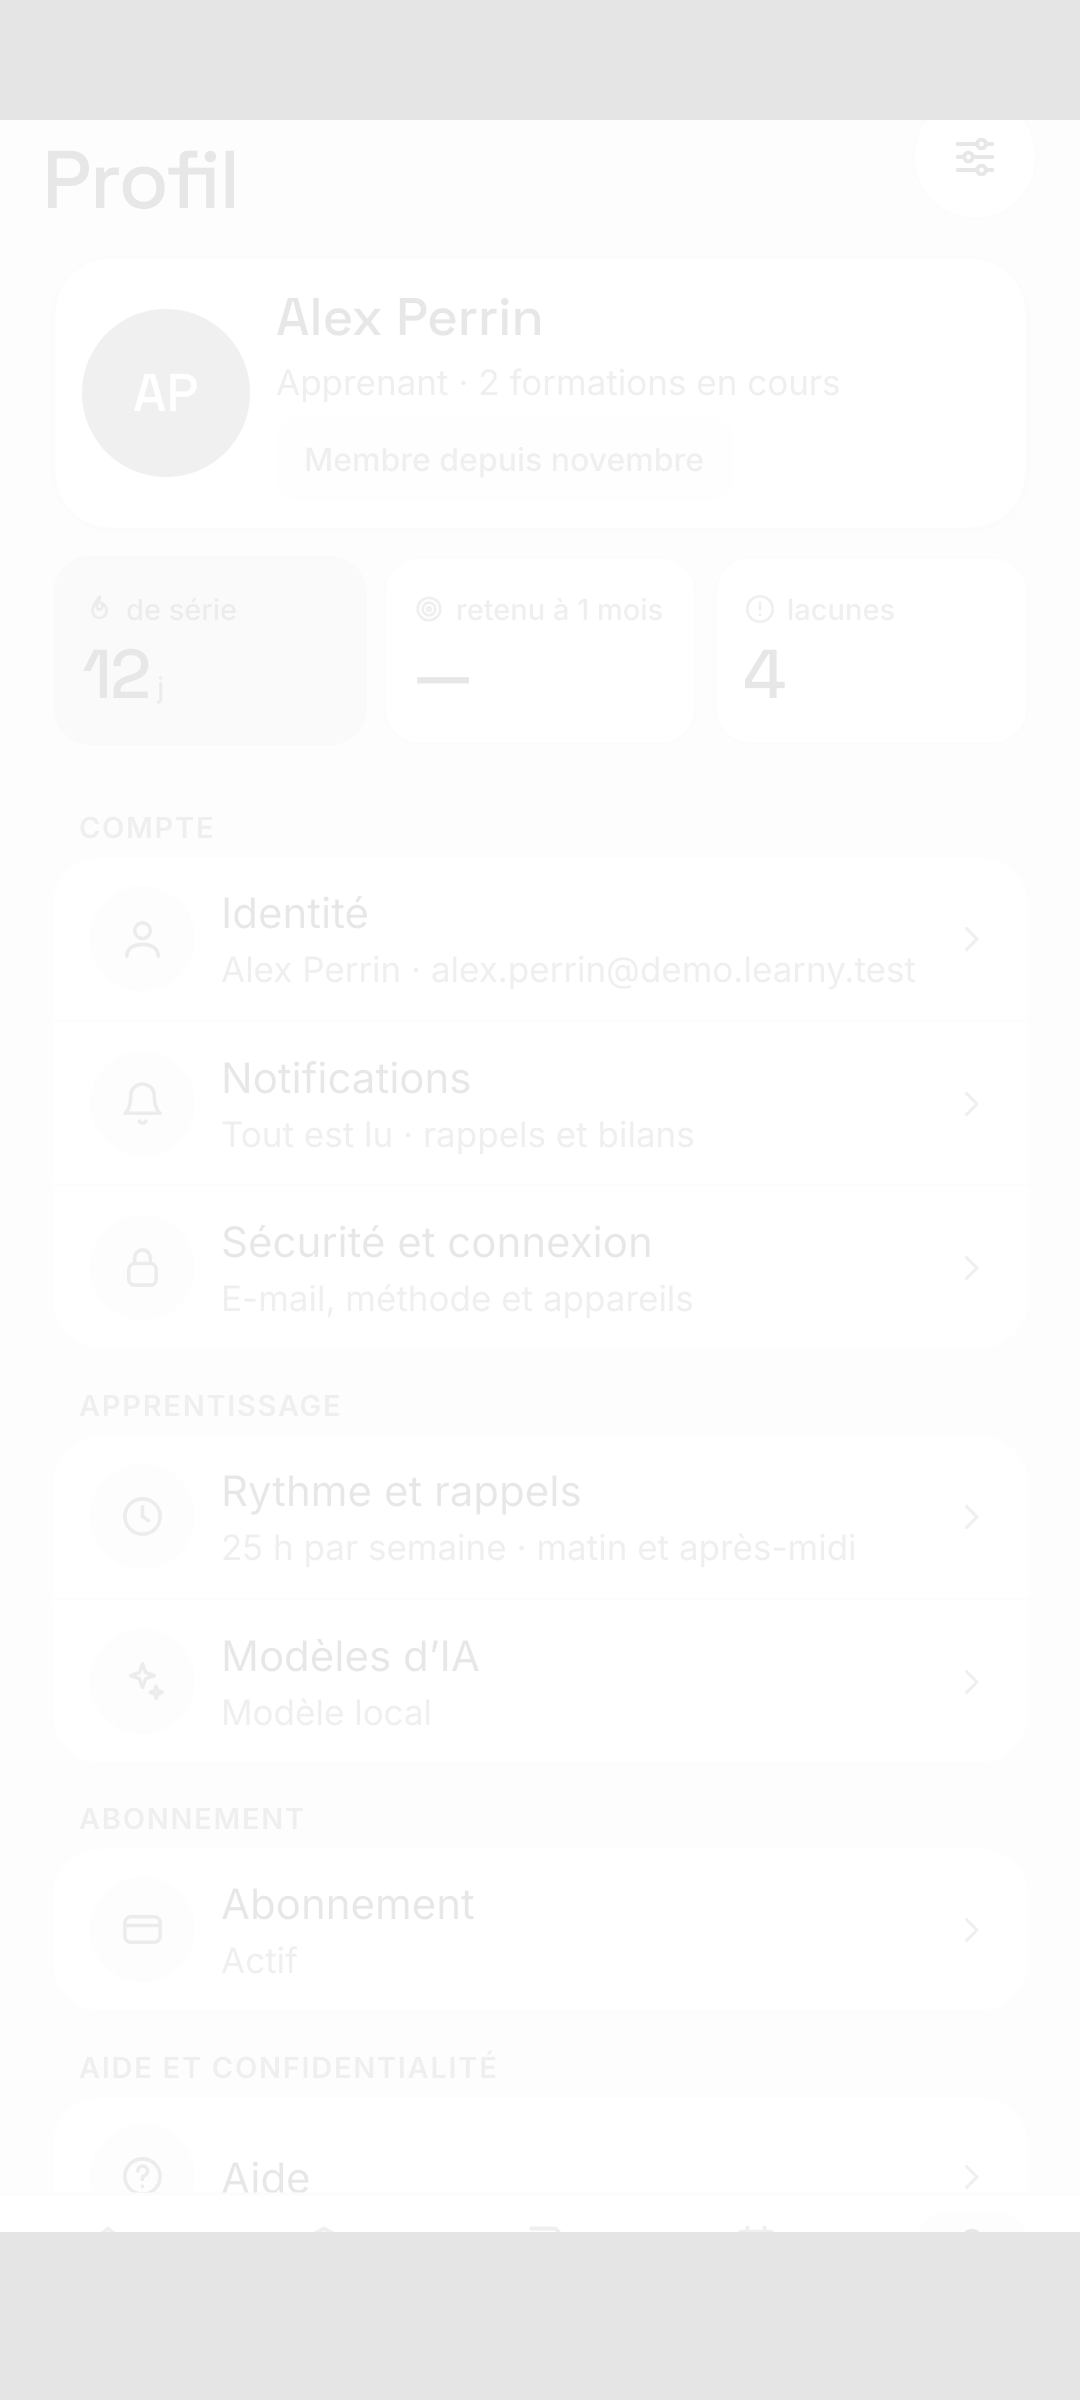 Profil
AP
Alex Perrin
Apprenant · 2 formations en cours
Membre depuis novembre
de série
12 j
retenu à 1 mois
—
lacunes
4
COMPTE
Identité
Alex Perrin · alex.perrin@demo.learny.test
Notifications
Tout est lu · rappels et bilans
Sécurité et connexion
E-mail, méthode et appareils
APPRENTISSAGE
Rythme et rappels
25 h par semaine · matin et après-midi
Modèles d’IA
Modèle local
ABONNEMENT
Abonnement
Actif
AIDE ET CONFIDENTIALITÉ
Aide